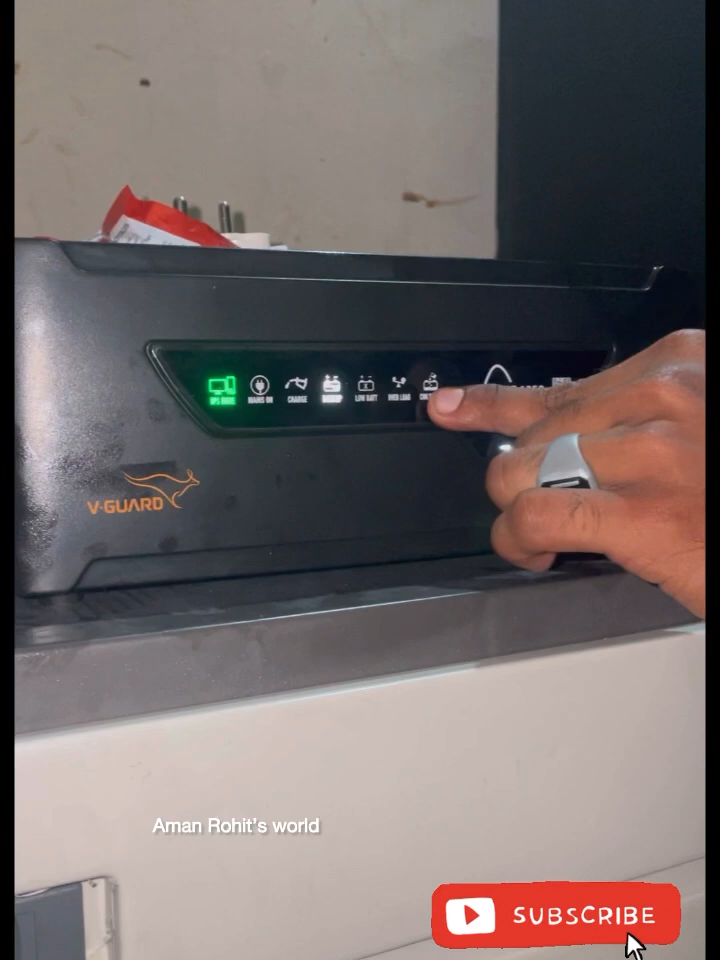 UPS MODE
MAINS ON
CHARGE
BACKUP
LOW BATT
OVER LOAD
V-GUARD
Aman Rohit's world
SUBSCRIBE